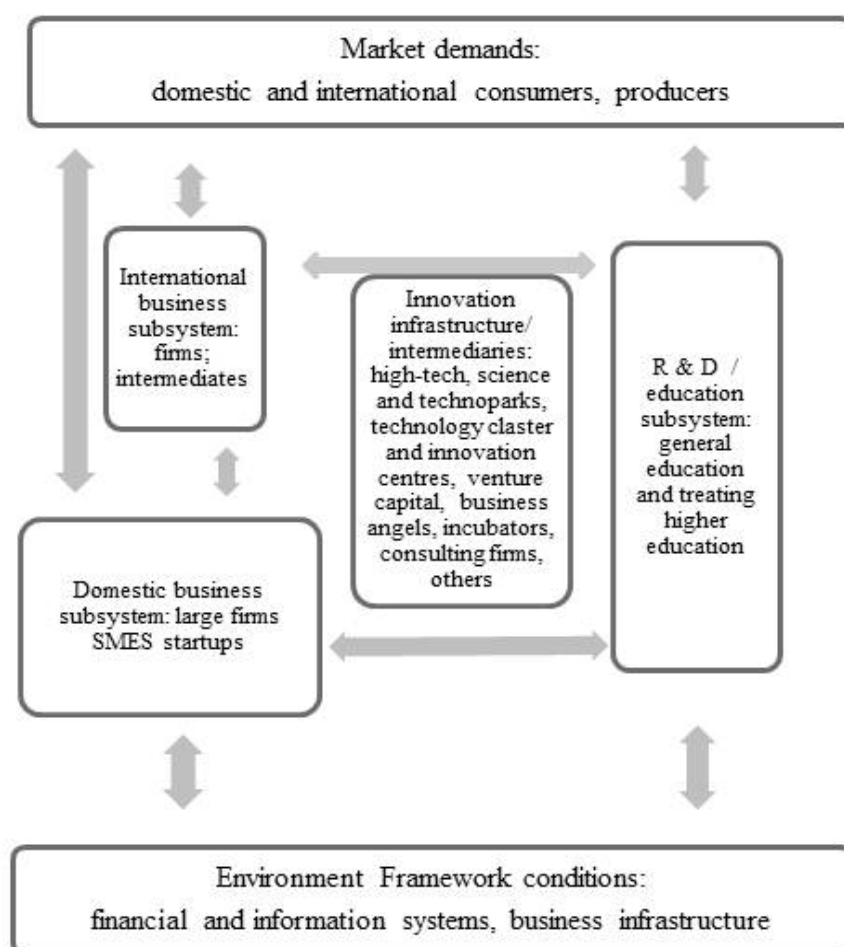 Market demands:
domestic and international consumers, producers
International
business
subsystem:
firms;
intermediates
Innovation
infrastructure/
intermediaries:
high-tech, science
and technoparks,
technology claster
and innovation
centres, venture
capital, business
angels, incubators,
consulting firms,
others
R & D /
education
subsystem:
general
education
and treating
higher
education
Domestic business
subsystem: large firms
SMES startups
Environment Framework conditions:
financial and information systems, business infrastructure